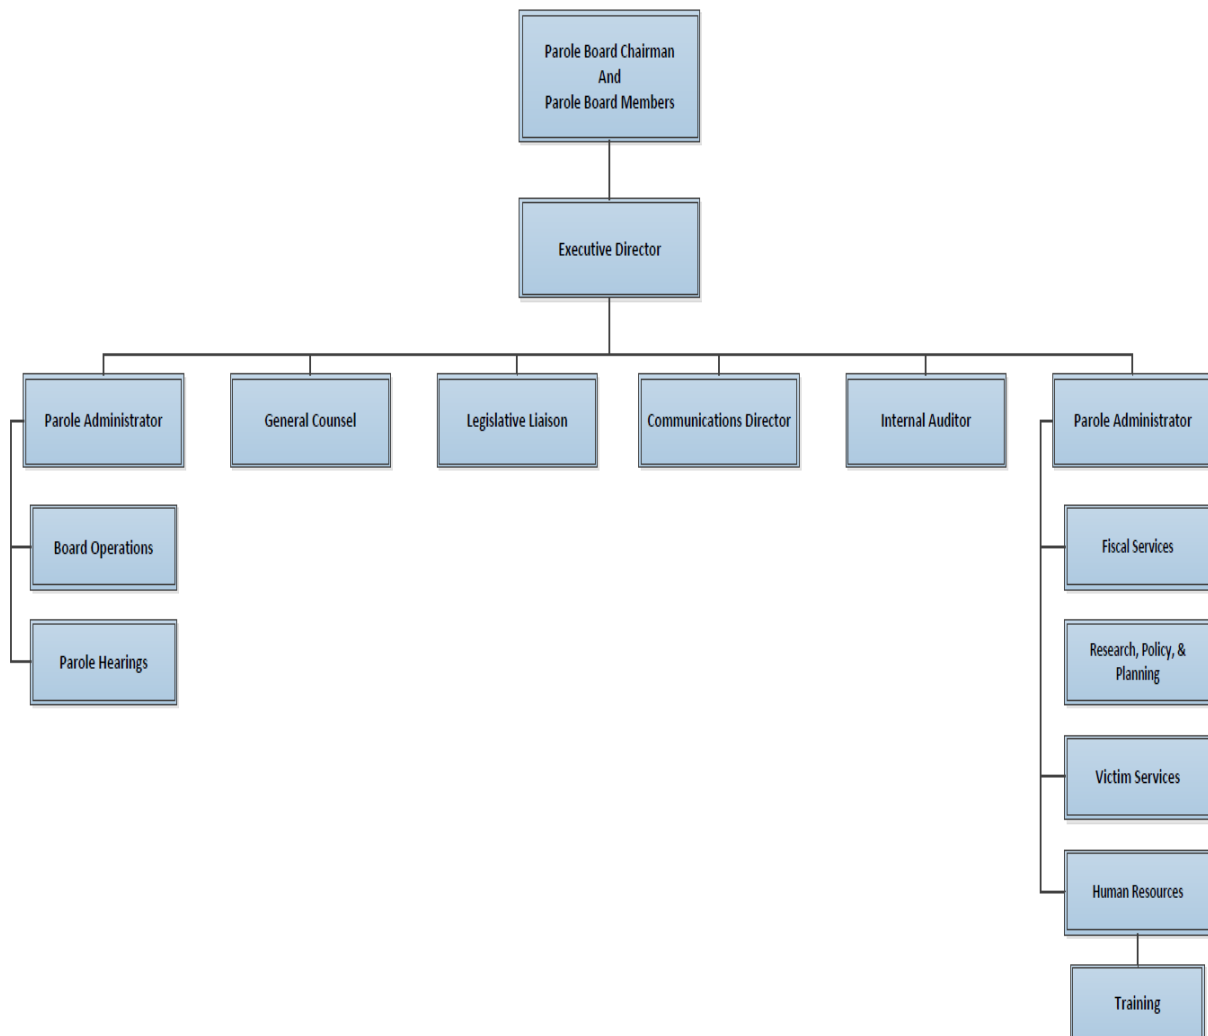 Parole Board Chairman
And
Parole Board Members
Executive Director
Parole Administrator
General Counsel
Legislative Liaison
Communications Director
Internal Auditor
Parole Administrator
Board Operations
Parole Hearings
Fiscal Services
Research, Policy, &
Planning
Victim Services
Human Resources
Training